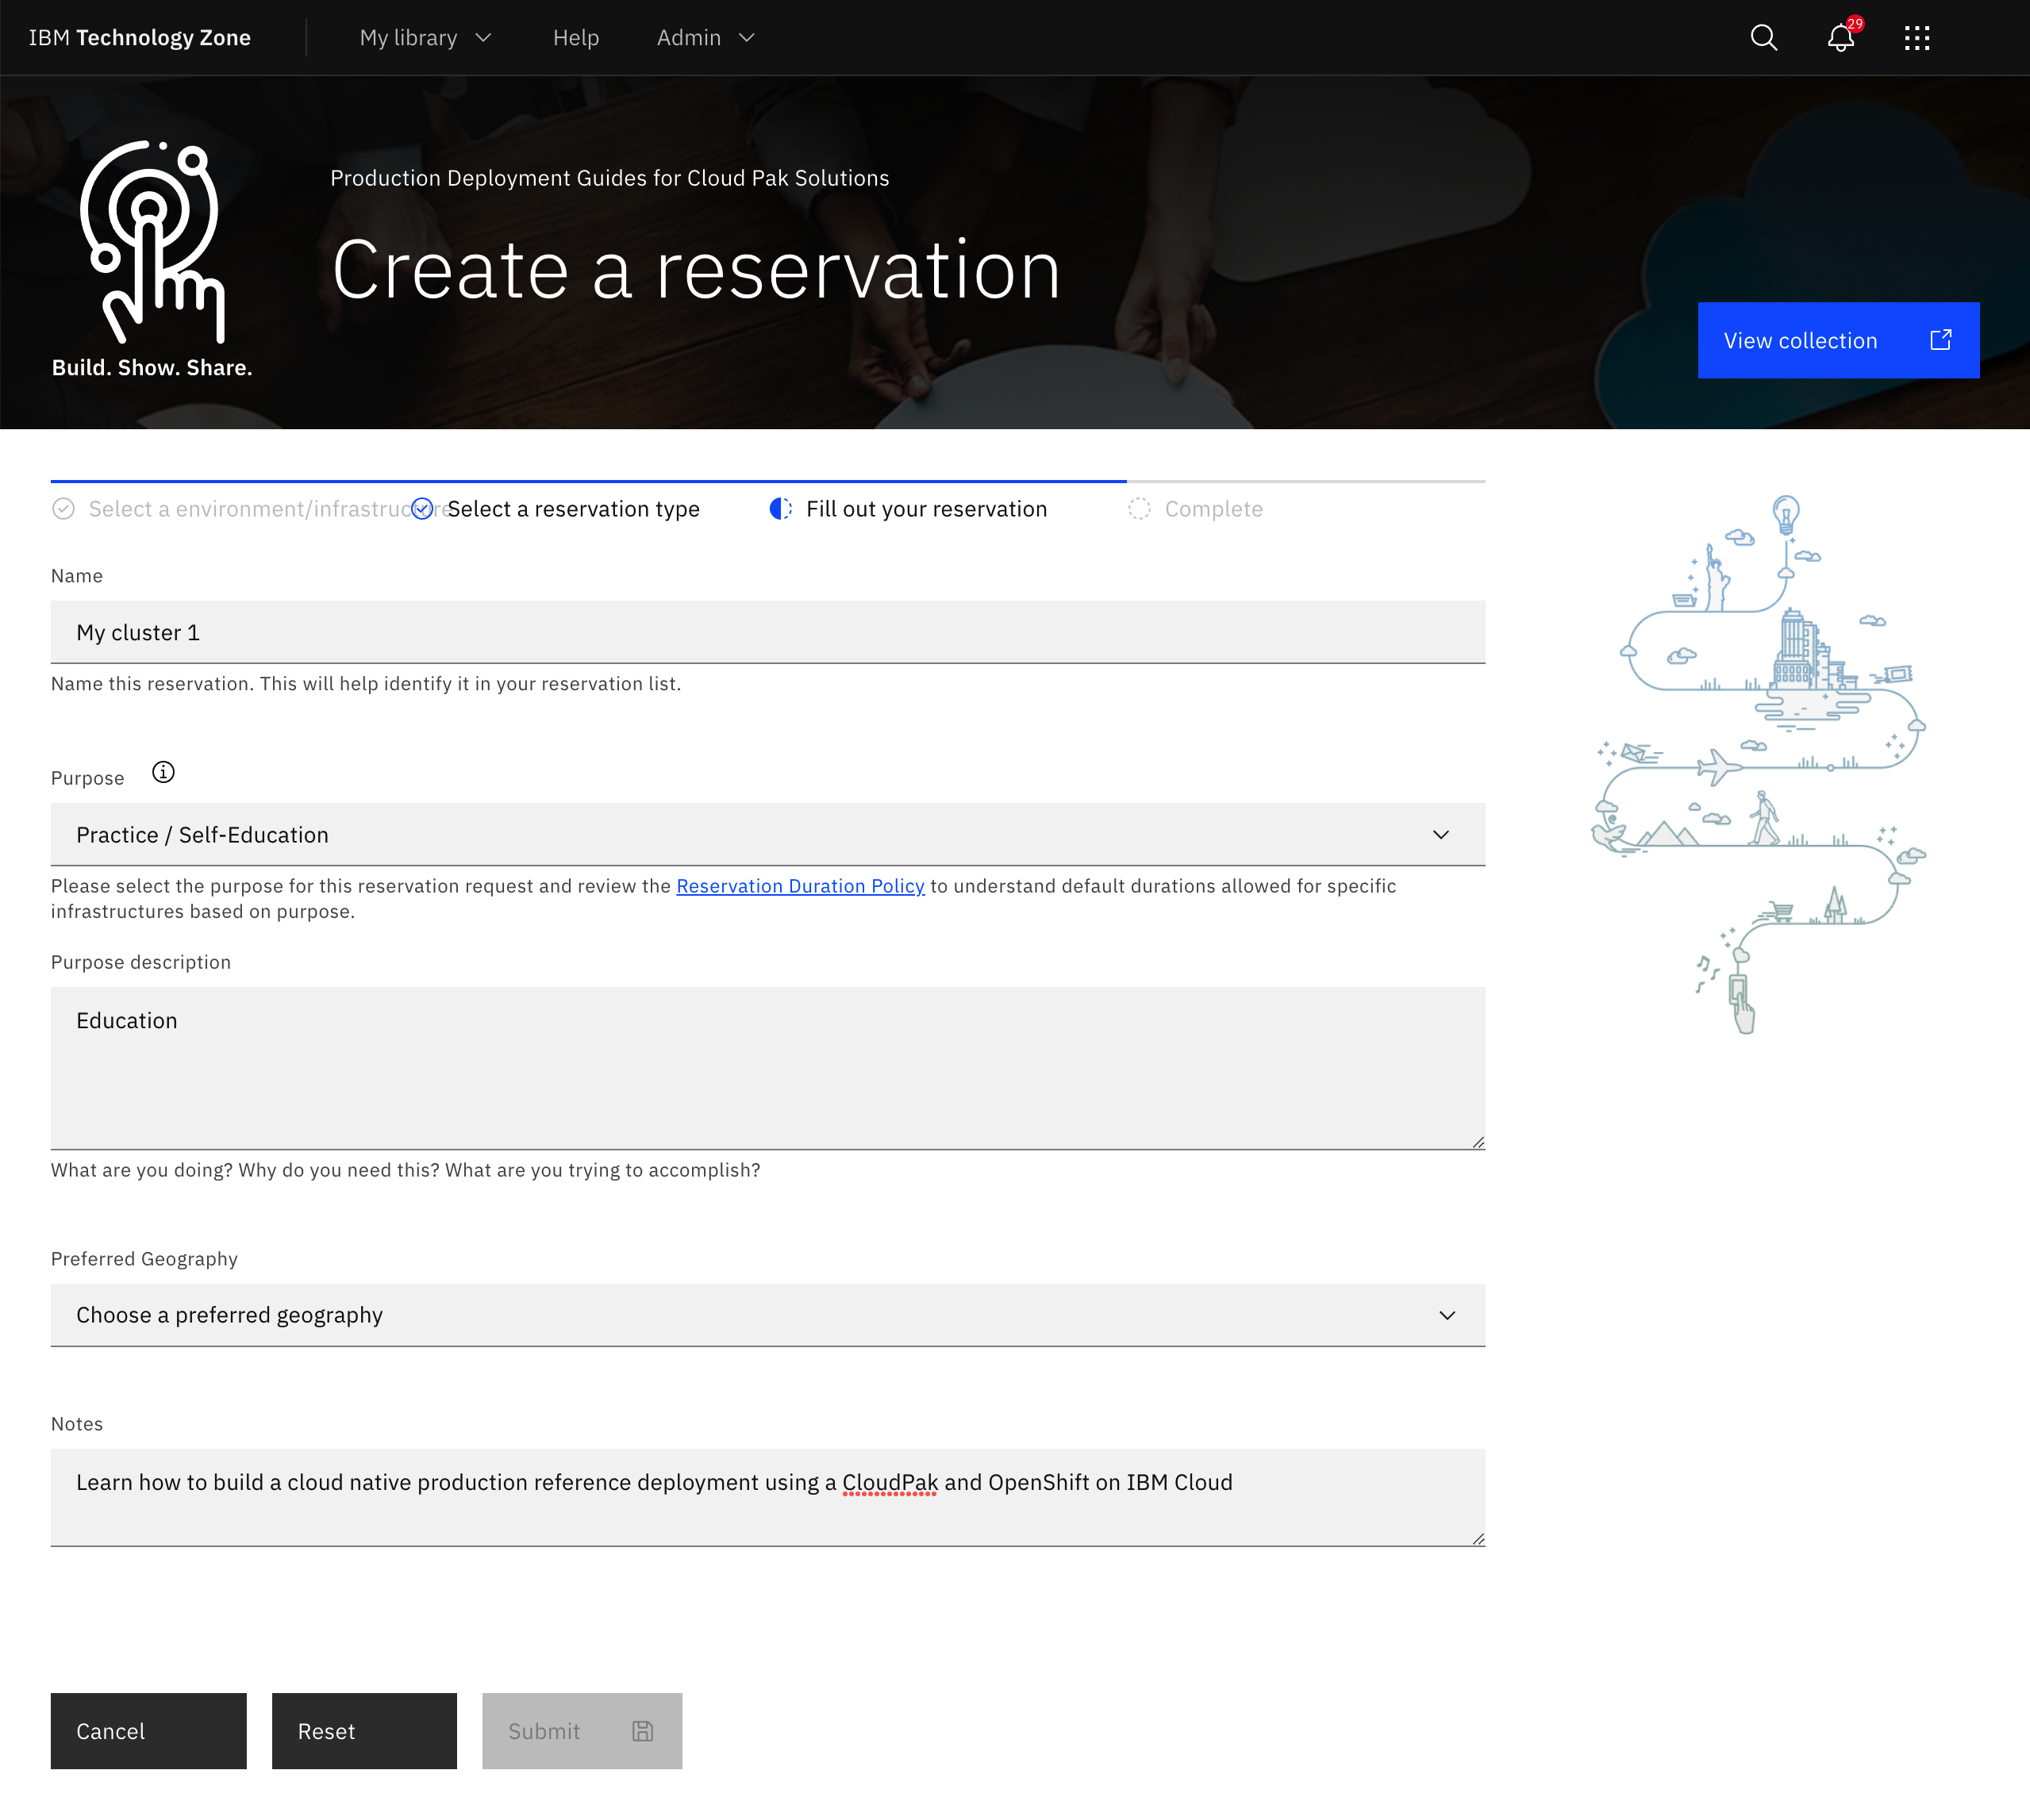 IBM Technology Zone
My library
Help
Admin
29
Production Deployment Guides for Cloud Pak Solutions
Create a reservation
Build. Show. Share.
View collection
Select a environment/infrastructure
Select a reservation type
Fill out your reservation
Complete
Name
My cluster 1
Name this reservation. This will help identify it in your reservation list.
Purpose
Practice / Self-Education
Please select the purpose for this reservation request and review the Reservation Duration Policy to understand default durations allowed for specific
infrastructures based on purpose.
Purpose description
Education
What are you doing? Why do you need this? What are you trying to accomplish?
Preferred Geography
Choose a preferred geography
Notes
Learn how to build a cloud native production reference deployment using a CloudPak and OpenShift on IBM Cloud
Cancel
Reset
Submit